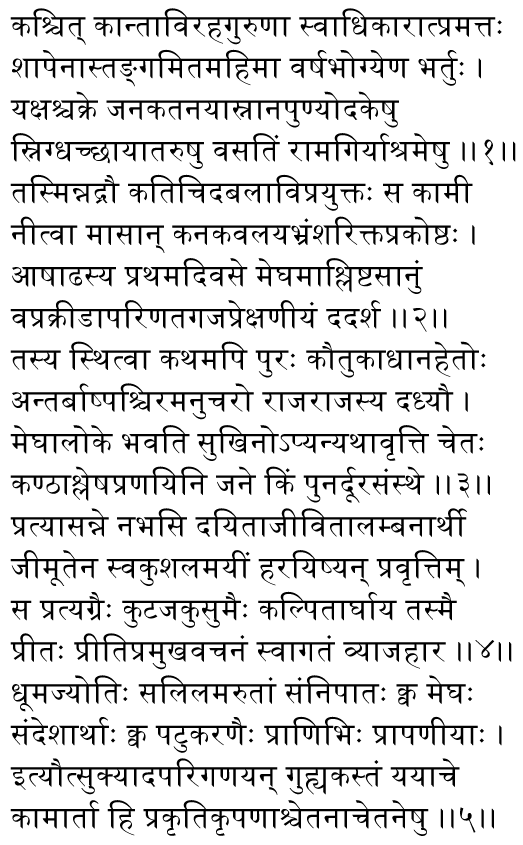 कश्चित् कान्ताविरहगुरुणा स्वाधिकारात्प्रमत्तः
शापेनास्तङ्गमितमहिमा वर्षभोग्येण भर्तुः ।
यक्षश्चक्रे जनकतनयास्नानपुण्योदकेषु
स्निग्धच्छायातरुषु वसतिं रामगिर्याश्रमेषु ।।१।।
तस्मिन्नद्रौ कतिचिदबलाविप्रयुक्तः स कामी
नीत्वा मासान् कनकवलयभ्रंशरिक्तप्रकोष्ठः ।
आषाढस्य प्रथमदिवसे मेघमाश्लिष्टसानुं
वप्रक्रीडापरिणतगजप्रेक्षणीयं ददर्श ।।२।।
तस्य स्थित्वा कथमपि पुरः कौतुकाधानहेतोः
अन्तर्बाष्पश्चिरमनुचरो राजराजस्य दध्यौ ।
मेघालोके भवति सुखिनोऽप्यन्यथावृत्ति चेतः
कण्ठाश्लेषप्रणयिनि जने किं पुनर्दूरसंस्थे ।।३।।
प्रत्यासन्ने नभसि दयिताजीवितालम्बनार्थी
जीमूतेन स्वकुशलमयीं हरयिष्यन् प्रवृत्तिम् ।
स प्रत्यग्रैः कुटजकुसुमैः कल्पितार्घाय तस्मै
प्रीतः प्रीतिप्रमुखवचनं स्वागतं व्याजहार ।।४।।
धूमज्योतिः सलिलमरुतां संनिपातः क्व मेघः
संदेशार्थाः क्व पटुकरणैः प्राणिभिः प्रापणीयाः ।
इत्यौत्सुक्यादपरिगणयन् गुह्यकस्तं ययाचे
कामार्ता हि प्रकृतिकृपणाश्चेतनाचेतनेषु ।।५।।